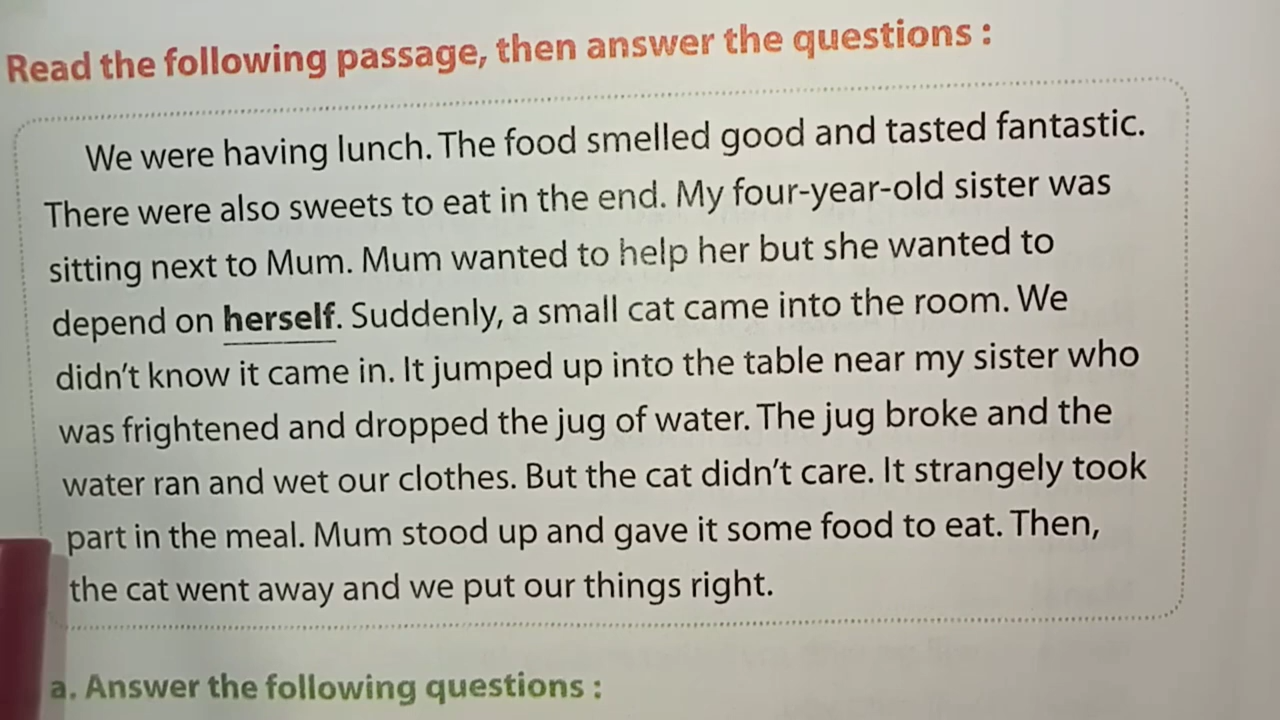 Read the following passage, then answer the questions :
We were having lunch. The food smelled good and tasted fantastic.
There were also sweets to eat in the end. My four-year-old sister was
sitting next to Mum. Mum wanted to help her but she wanted to
depend on herself. Suddenly, a small cat came into the room. We
didn't know it came in. It jumped up into the table near my sister who
was frightened and dropped the jug of water. The jug broke and the
water ran and wet our clothes. But the cat didn't care. It strangely took
part in the meal. Mum stood up and gave it some food to eat. Then,
the cat went away and we put our things right.
a. Answer the following questions :